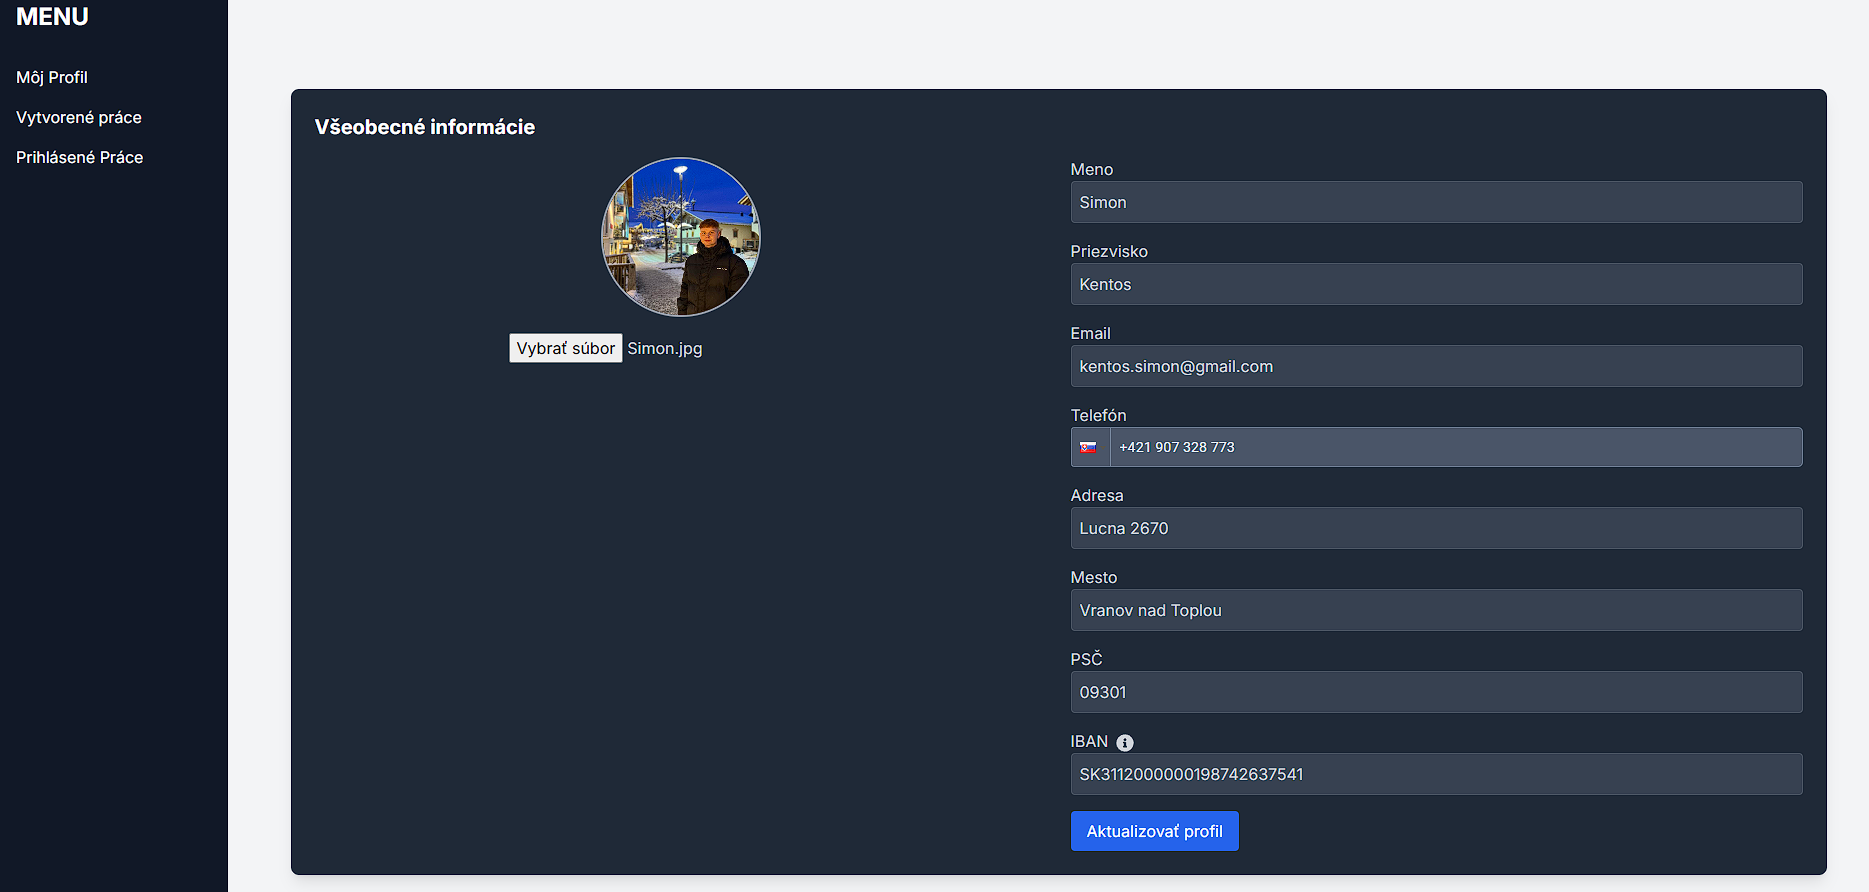 MENU
Môj Profil
Vytvorené práce
Prihlásené Práce
Všeobecné informácie
Vybrať súbor Simon.jpg
Meno
Simon
Priezvisko
Kentos
Email
kentos.simon@gmail.com
Telefón
+421 907 328 773
Adresa
Lucna 2670
Mesto
Vranov nad Toplou
PSČ
09301
IBAN
SK3112000000198742637541
Aktualizovať profil